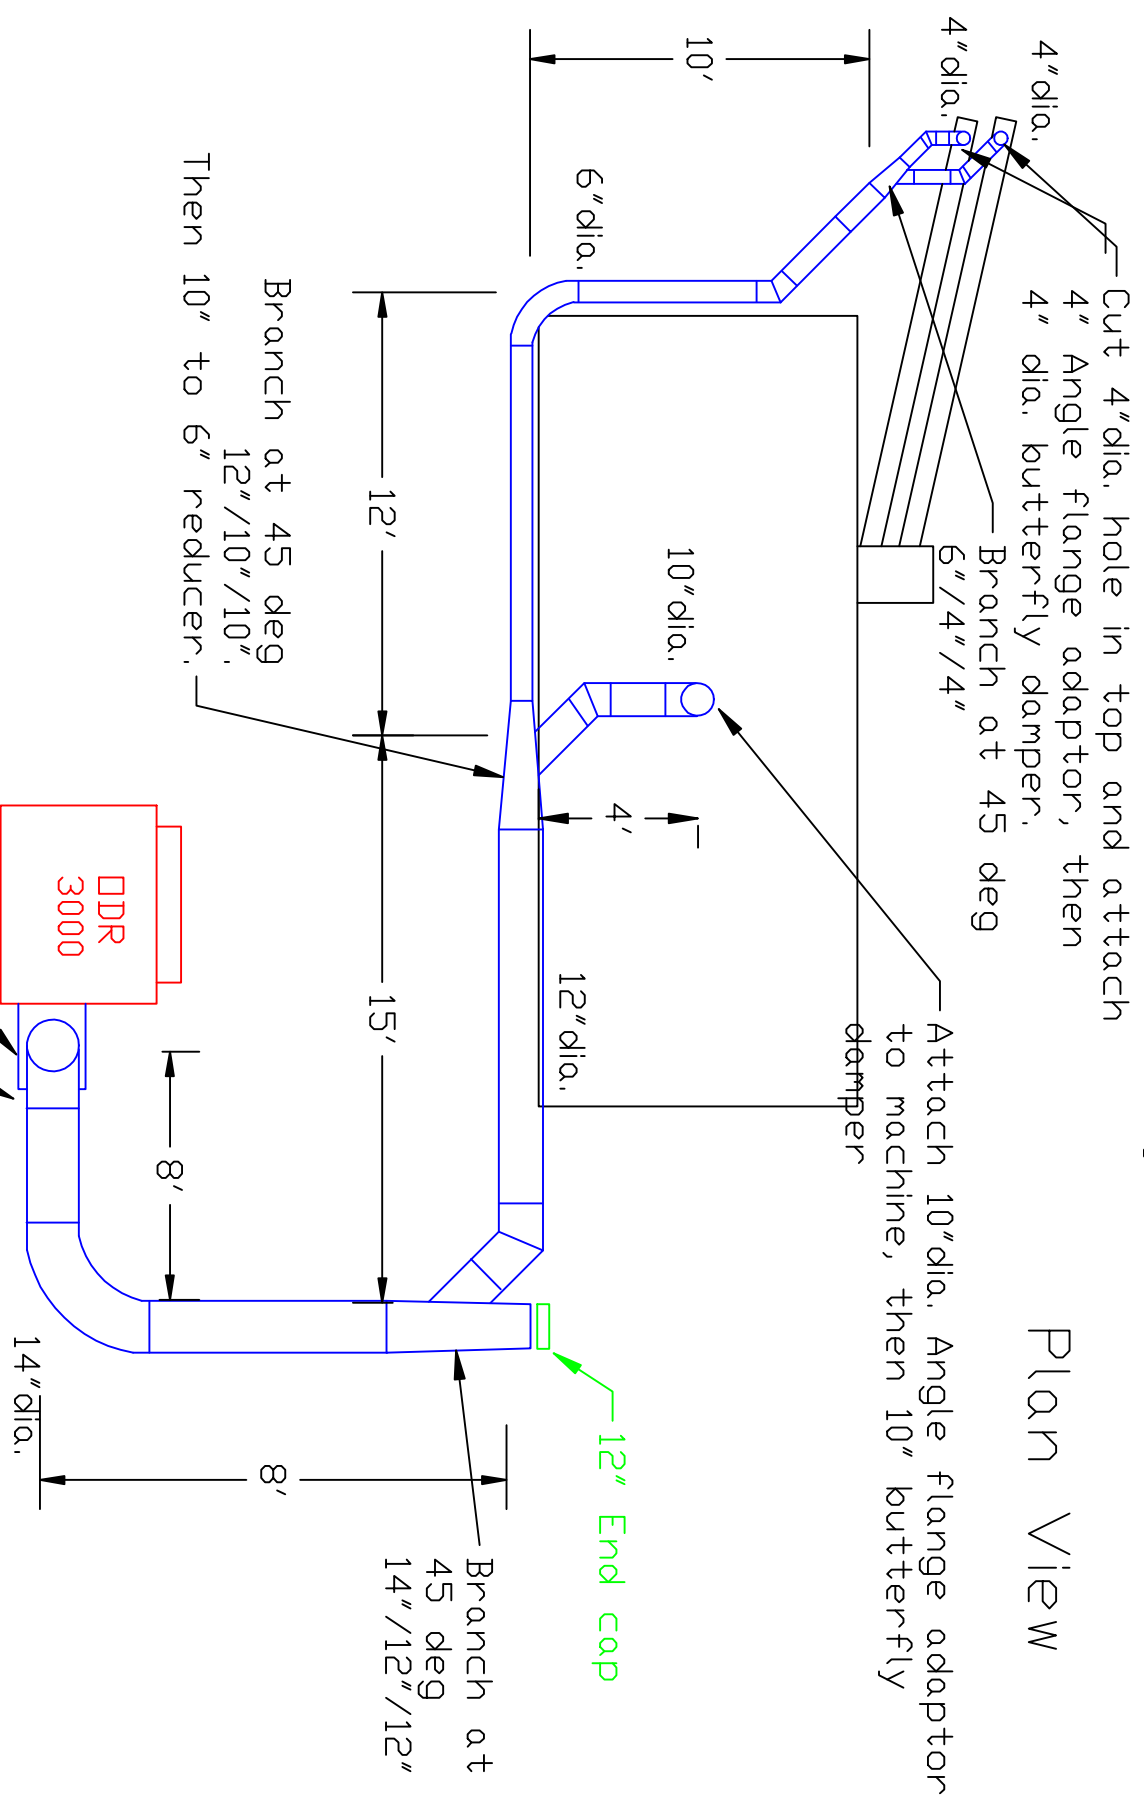 Plan View
Cut 4"dia. hole in top and attach
4" Angle flange adaptor, then
4" dia. butterfly damper.
4"dia.
4"dia.
Branch at 45 deg
6"/4"/4"
Attach 10"dia. Angle flange adaptor
to machine, then 10" butterfly
damper
10'
10"dia.
4'
6"dia.
12" End cap
12"dia.
Branch at
45 deg
14"/12"/12"
12'
15'
8'
Branch at 45 deg
12"/10"/10".
Then 10" to 6" reducer.
8'
DDR
3000
14"dia.